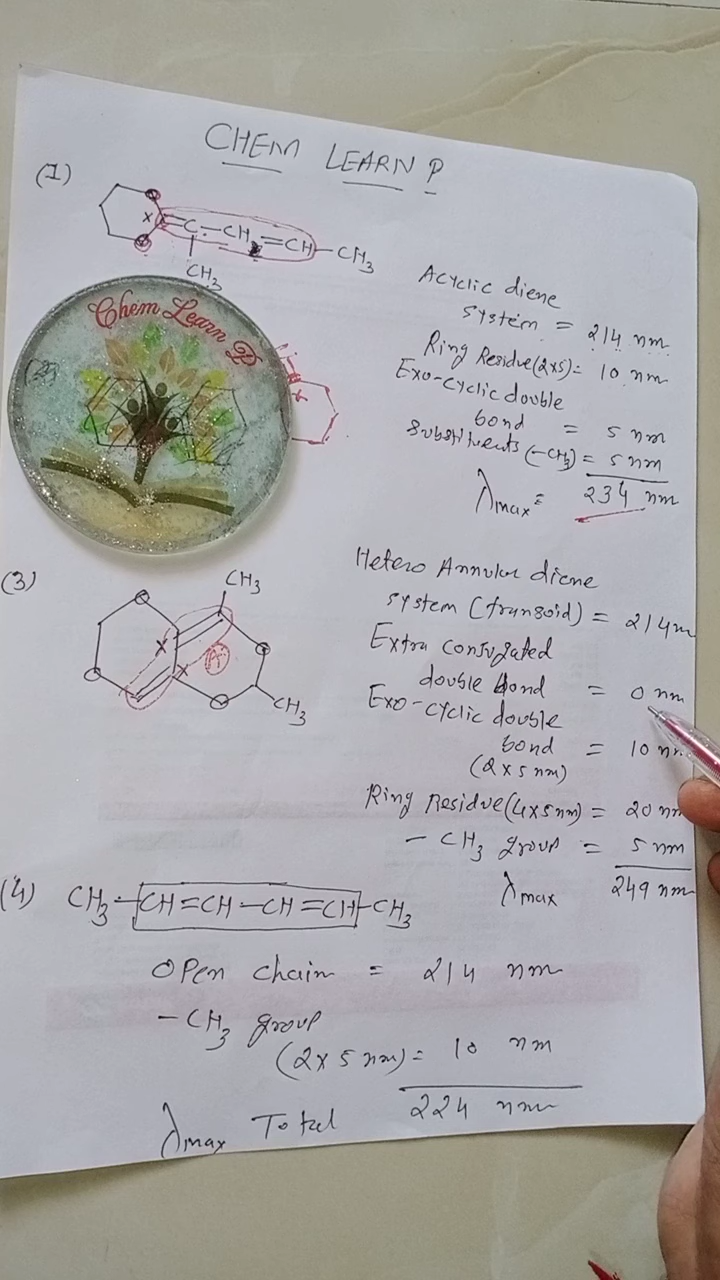 CHEM LEARN P
(1)
=C-CH=CH-CH3
CH3
Acyclic diene
system = 214 nm
Ring Residue (2x5) = 10 nm
Exo-cyclic double
bond = 5 nm
Substituents (-CH3) = 5 nm
λmax = 234 nm
Chem Learn P
(3)
CH3
CH3
Hetero Annular diene
system (transoid) = 214 nm
Extra conjugated
double bond = 0 nm
Exo-cyclic double
bond = 10 nm
(2x5 nm)
Ring Residue (4x5 nm) = 20 nm
- CH3 group = 5 nm
λmax 249 nm
(4) CH3-CH=CH-CH=CH-CH3
Open chain = 214 nm
- CH3 group
(2x5 nm) = 10 nm
224 nm
λmax Total